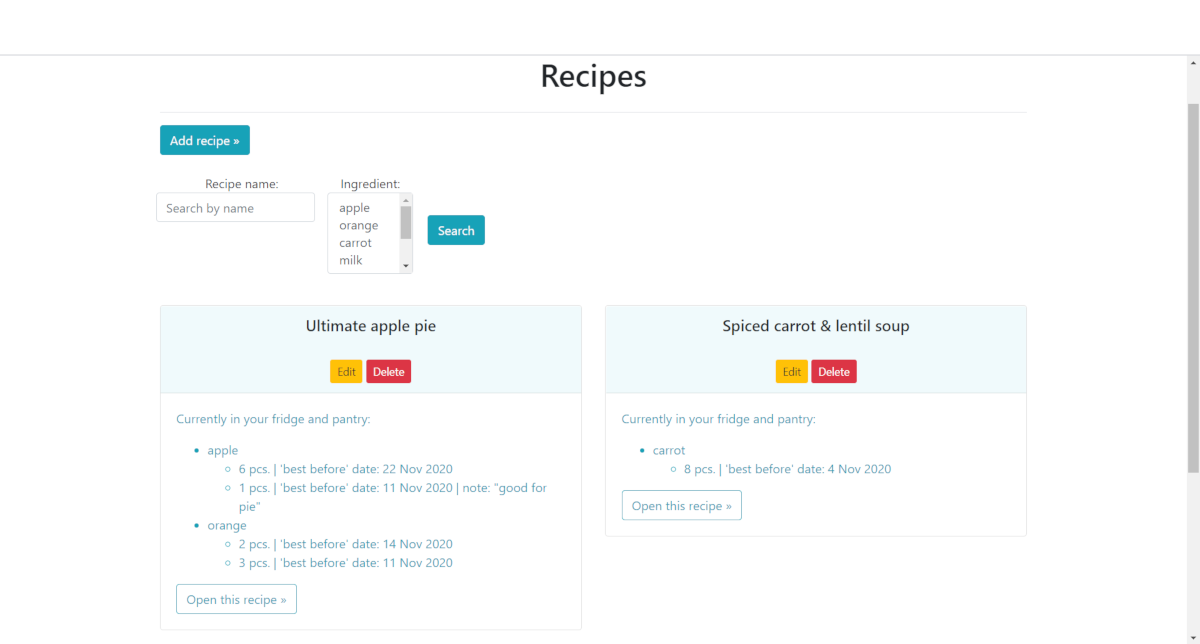 Recipes
Add recipe »
Recipe name:
Search by name
Ingredient:
apple
orange
carrot
milk
Search
Ultimate apple pie
Edit
Delete
Currently in your fridge and pantry:
apple
6 pcs. | 'best before' date: 22 Nov 2020
1 pcs. | 'best before' date: 11 Nov 2020 | note: "good for
pie"
orange
2 pcs. | 'best before' date: 14 Nov 2020
3 pcs. | 'best before' date: 11 Nov 2020
Open this recipe »
Spiced carrot & lentil soup
Edit
Delete
Currently in your fridge and pantry:
carrot
8 pcs. | 'best before' date: 4 Nov 2020
Open this recipe »